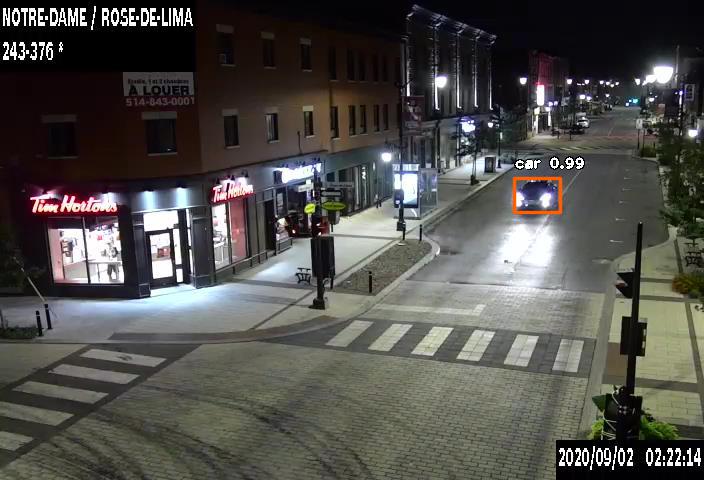 NOTRE-DAME / ROSE-DE-LIMA
243-376 *
À LOUER
514-843-0001
car 0.99
Tim Hortons
Tim Hortons
2020/09/02 02:22:14